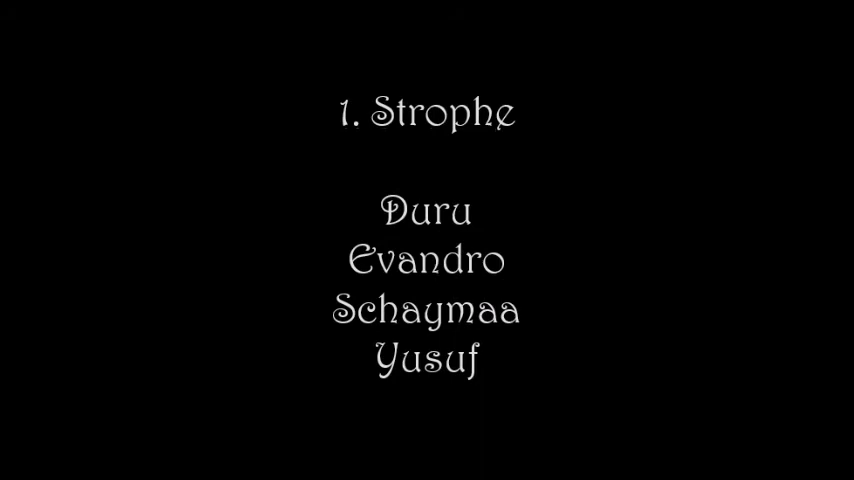 1. Strophe
Duru
Evandro
Schaymaa
Yusuf